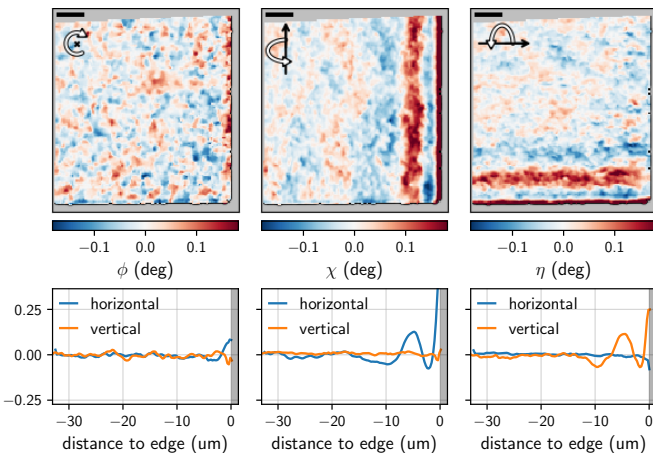 −0.1 0.0 0.1 −0.1 0.0 0.1 −0.1 0.0 0.1
ϕ (deg) χ (deg) η (deg)
0.25 horizontal horizontal horizontal
vertical vertical vertical
0.00
−0.25
−30 −20 −10 0 −30 −20 −10 0 −30 −20 −10 0
distance to edge (um) distance to edge (um) distance to edge (um)